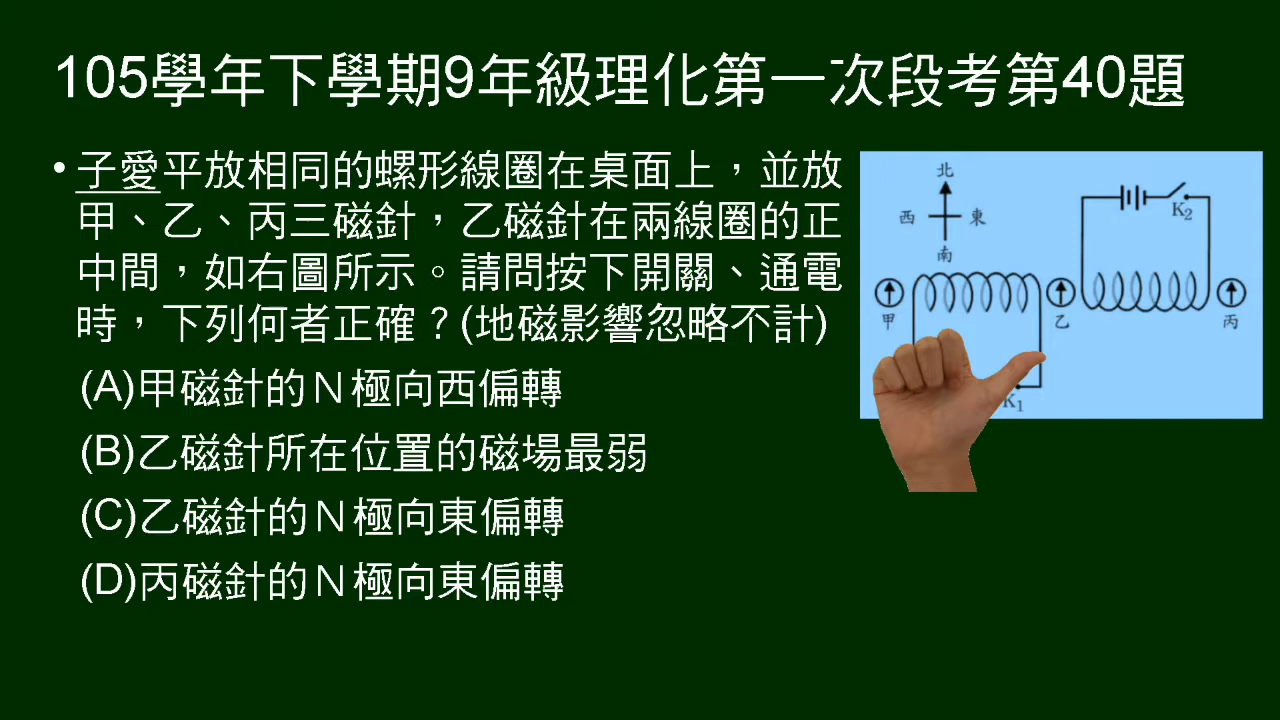 105學年下學期9年級理化第一次段考第40題
• 子愛平放相同的螺形線圈在桌面上，並放
甲、乙、丙三磁針，乙磁針在兩線圈的正
中間，如右圖所示。請問按下開關、通電
時，下列何者正確？(地磁影響忽略不計)
(A)甲磁針的Ｎ極向西偏轉
(B)乙磁針所在位置的磁場最弱
(C)乙磁針的Ｎ極向東偏轉
(D)丙磁針的Ｎ極向東偏轉
北
西 東
南
K2
甲 乙 丙
K1